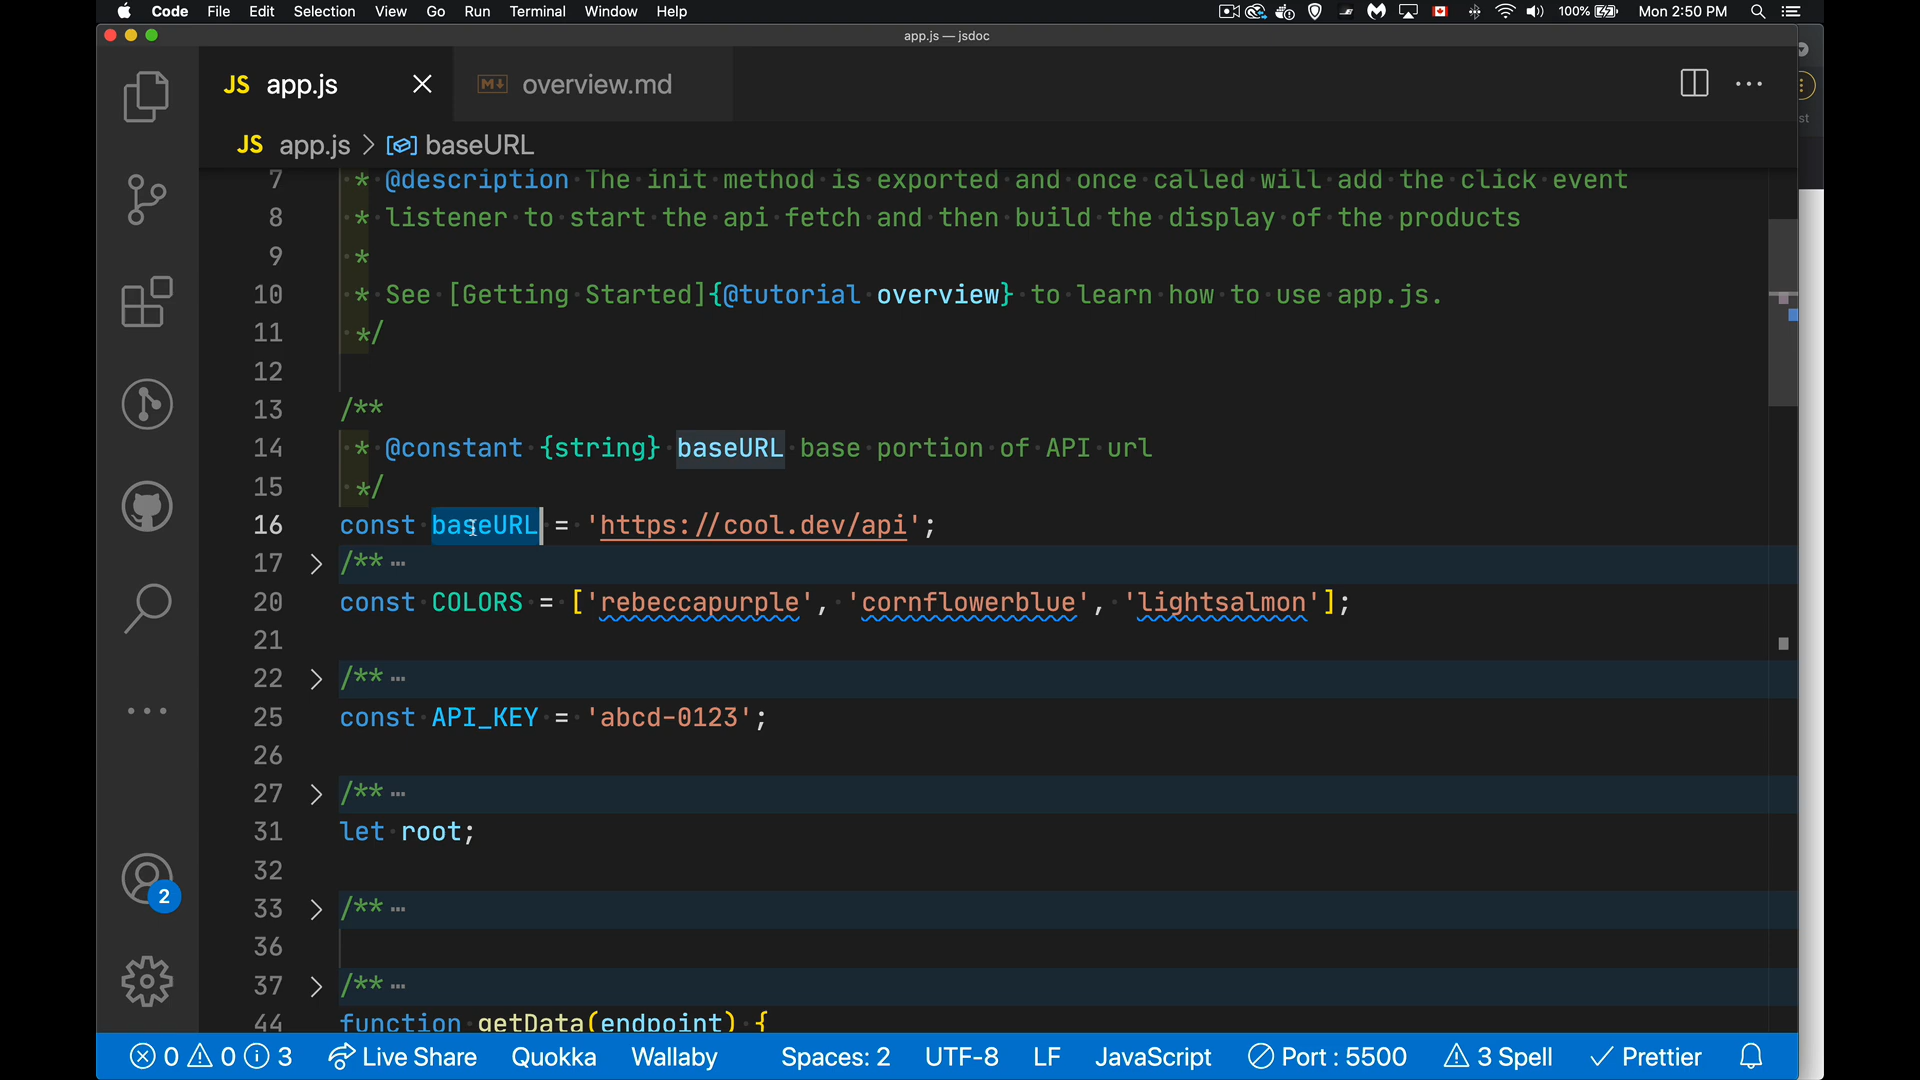 Code File Edit Selection View Go Run Terminal Window Help 100% Mon 2:50 PM
app.js — jsdoc
JS app.js overview.md
JS app.js > baseURL
st
7 * @description The init method is exported and once called will add the click event
8 * listener to start the api fetch and then build the display of the products
9 *
10 * See [Getting Started]{@tutorial overview} to learn how to use app.js.
11 */
12
13 /**
14 * @constant {string} baseURL base portion of API url
15 */
16 const baseURL = 'https://cool.dev/api';
17 /** ⋯
20 const COLORS = ['rebeccapurple', 'cornflowerblue', 'lightsalmon'];
21
22 /** ⋯
25 const API_KEY = 'abcd-0123';
26
27 /** ⋯
31 let root;
32
33 /** ⋯
36
37 /** ⋯
44 function getData(endpoint) {
2
0 0 3 Live Share Quokka Wallaby Spaces: 2 UTF-8 LF JavaScript Port : 5500 3 Spell Prettier